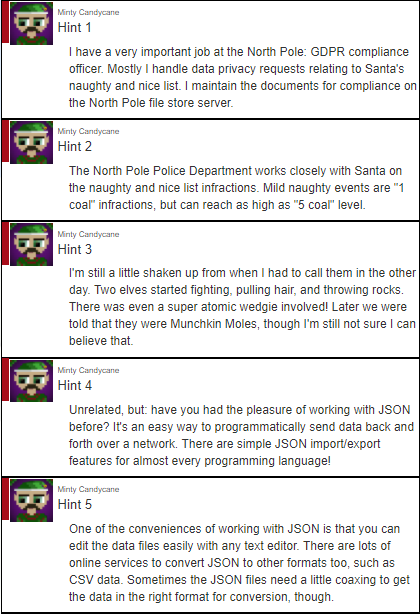 Minty Candycane
Hint 1
I have a very important job at the North Pole: GDPR compliance
officer. Mostly I handle data privacy requests relating to Santa's
naughty and nice list. I maintain the documents for compliance on
the North Pole file store server.
Minty Candycane
Hint 2
The North Pole Police Department works closely with Santa on
the naughty and nice list infractions. Mild naughty events are "1
coal" infractions, but can reach as high as "5 coal" level.
Minty Candycane
Hint 3
I'm still a little shaken up from when I had to call them in the other
day. Two elves started fighting, pulling hair, and throwing rocks.
There was even a super atomic wedgie involved! Later we were
told that they were Munchkin Moles, though I'm still not sure I can
believe that.
Minty Candycane
Hint 4
Unrelated, but: have you had the pleasure of working with JSON
before? It's an easy way to programmatically send data back and
forth over a network. There are simple JSON import/export
features for almost every programming language!
Minty Candycane
Hint 5
One of the conveniences of working with JSON is that you can
edit the data files easily with any text editor. There are lots of
online services to convert JSON to other formats too, such as
CSV data. Sometimes the JSON files need a little coaxing to get
the data in the right format for conversion, though.